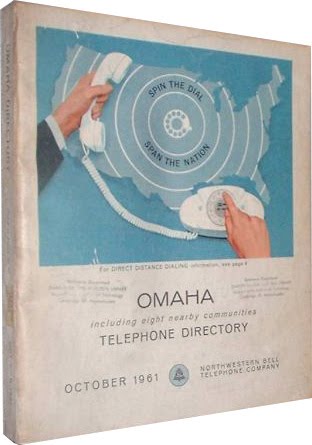 OMAHA DIRECTORY
SPIN THE DIAL
SPAN THE NATION
For DIRECT DISTANCE DIALING information, see page 4
OMAHA
including eight nearby communities
TELEPHONE DIRECTORY
OCTOBER 1961
NORTHWESTERN BELL
TELEPHONE COMPANY